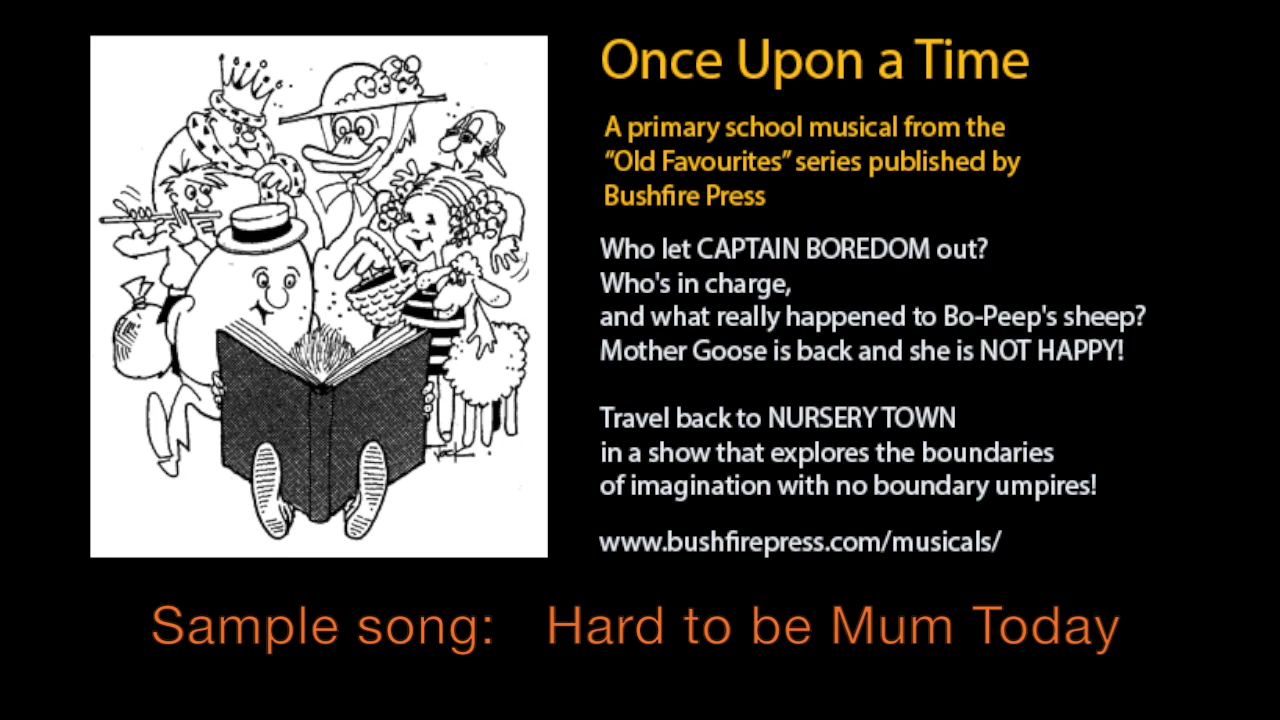 Once Upon a Time
A primary school musical from the
“Old Favourites” series published by
Bushfire Press
Who let CAPTAIN BOREDOM out?
Who's in charge,
and what really happened to Bo-Peep's sheep?
Mother Goose is back and she is NOT HAPPY!
Travel back to NURSERY TOWN
in a show that explores the boundaries
of imagination with no boundary umpires!
www.bushfirepress.com/musicals/
Sample song: Hard to be Mum Today